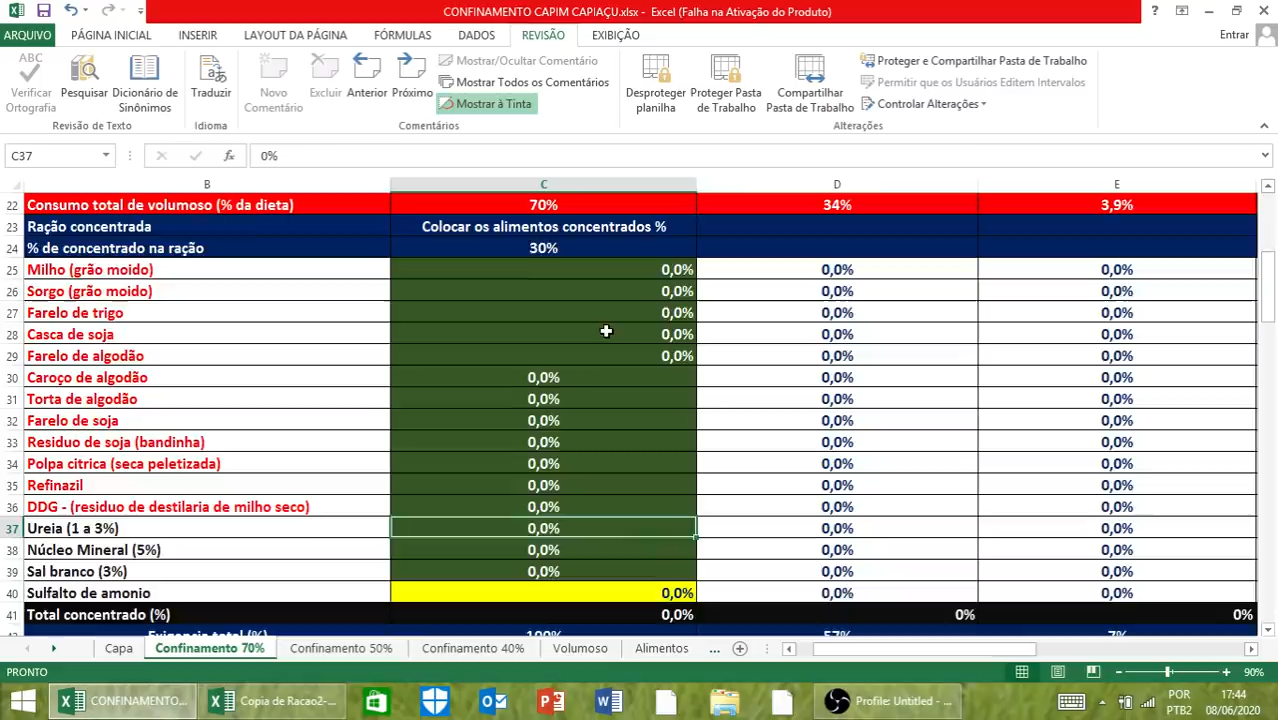 CONFINAMENTO CAPIM CAPIAÇU.xlsx - Excel (Falha na Ativação do Produto)
ARQUIVO PÁGINA INICIAL INSERIR LAYOUT DA PÁGINA FÓRMULAS DADOS REVISÃO EXIBIÇÃO Entrar
ABC
Verificar Ortografia
Pesquisar
Dicionário de Sinônimos
Traduzir
Novo Comentário
Excluir
Anterior
Próximo
Mostrar/Ocultar Comentário
Mostrar Todos os Comentários
Mostrar à Tinta
Desproteger planilha
Proteger Pasta de Trabalho
Compartilhar Pasta de Trabalho
Proteger e Compartilhar Pasta de Trabalho
Permitir que os Usuários Editem Intervalos
Controlar Alterações
Revisão de Texto Idioma Comentários Alterações
C37 fx 0%
B C D E
22 Consumo total de volumoso (% da dieta) 70% 34% 3,9%
23 Ração concentrada Colocar os alimentos concentrados %
24 % de concentrado na ração 30%
25 Milho (grão moido) 0,0% 0,0% 0,0%
26 Sorgo (grão moido) 0,0% 0,0% 0,0%
27 Farelo de trigo 0,0% 0,0% 0,0%
28 Casca de soja 0,0% 0,0% 0,0%
29 Farelo de algodão 0,0% 0,0% 0,0%
30 Caroço de algodão 0,0% 0,0% 0,0%
31 Torta de algodão 0,0% 0,0% 0,0%
32 Farelo de soja 0,0% 0,0% 0,0%
33 Residuo de soja (bandinha) 0,0% 0,0% 0,0%
34 Polpa citrica (seca peletizada) 0,0% 0,0% 0,0%
35 Refinazil 0,0% 0,0% 0,0%
36 DDG - (residuo de destilaria de milho seco) 0,0% 0,0% 0,0%
37 Ureia (1 a 3%) 0,0% 0,0% 0,0%
38 Núcleo Mineral (5%) 0,0% 0,0% 0,0%
39 Sal branco (3%) 0,0% 0,0% 0,0%
40 Sulfalto de amonio 0,0% 0,0% 0,0%
41 Total concentrado (%) 0,0% 0% 0%
42 Exigencia total (%) 100% 57% 7%
Capa Confinamento 70% Confinamento 50% Confinamento 40% Volumoso Alimentos ...
PRONTO 90%
CONFINAMENTO... Copia de Racao2-... Profile: Untitled - ... POR 17:44
PTB2 08/06/2020